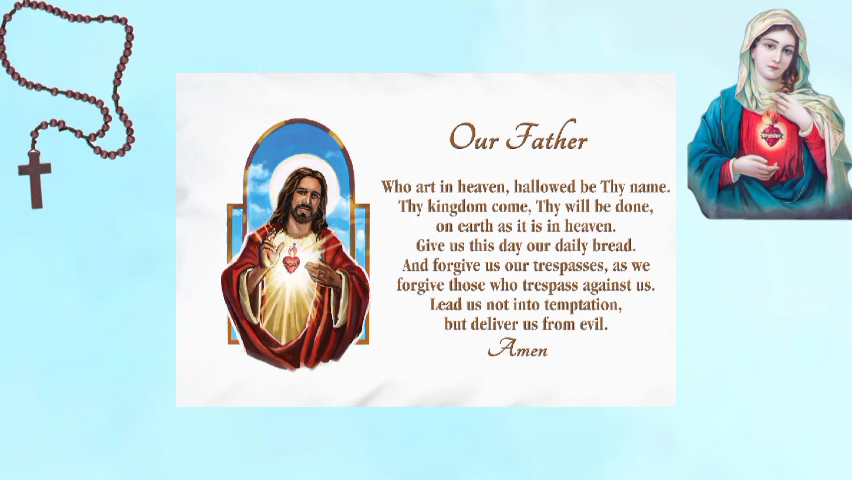 Our Father
Who art in heaven, hallowed be Thy name.
Thy kingdom come, Thy will be done,
on earth as it is in heaven.
Give us this day our daily bread.
And forgive us our trespasses, as we
forgive those who trespass against us.
Lead us not into temptation,
but deliver us from evil.
Amen